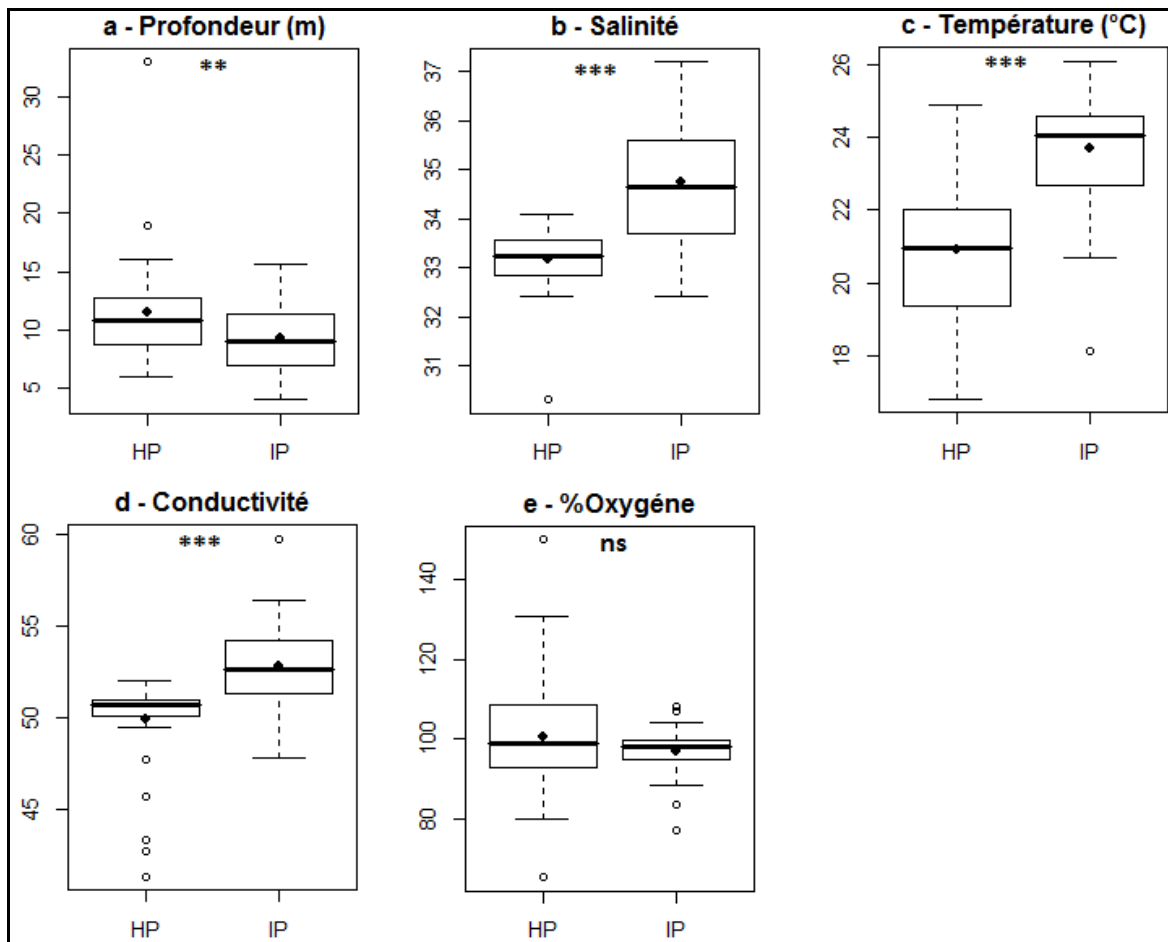 a - Profondeur (m)
**
30
25
20
15
10
5
HP
IP
b - Salinité
***
37
36
35
34
33
32
31
HP
IP
c - Température (°C)
***
26
24
22
20
18
HP
IP
d - Conductivité
***
60
55
50
45
HP
IP
e - %Oxygéne
ns
140
120
100
80
HP
IP